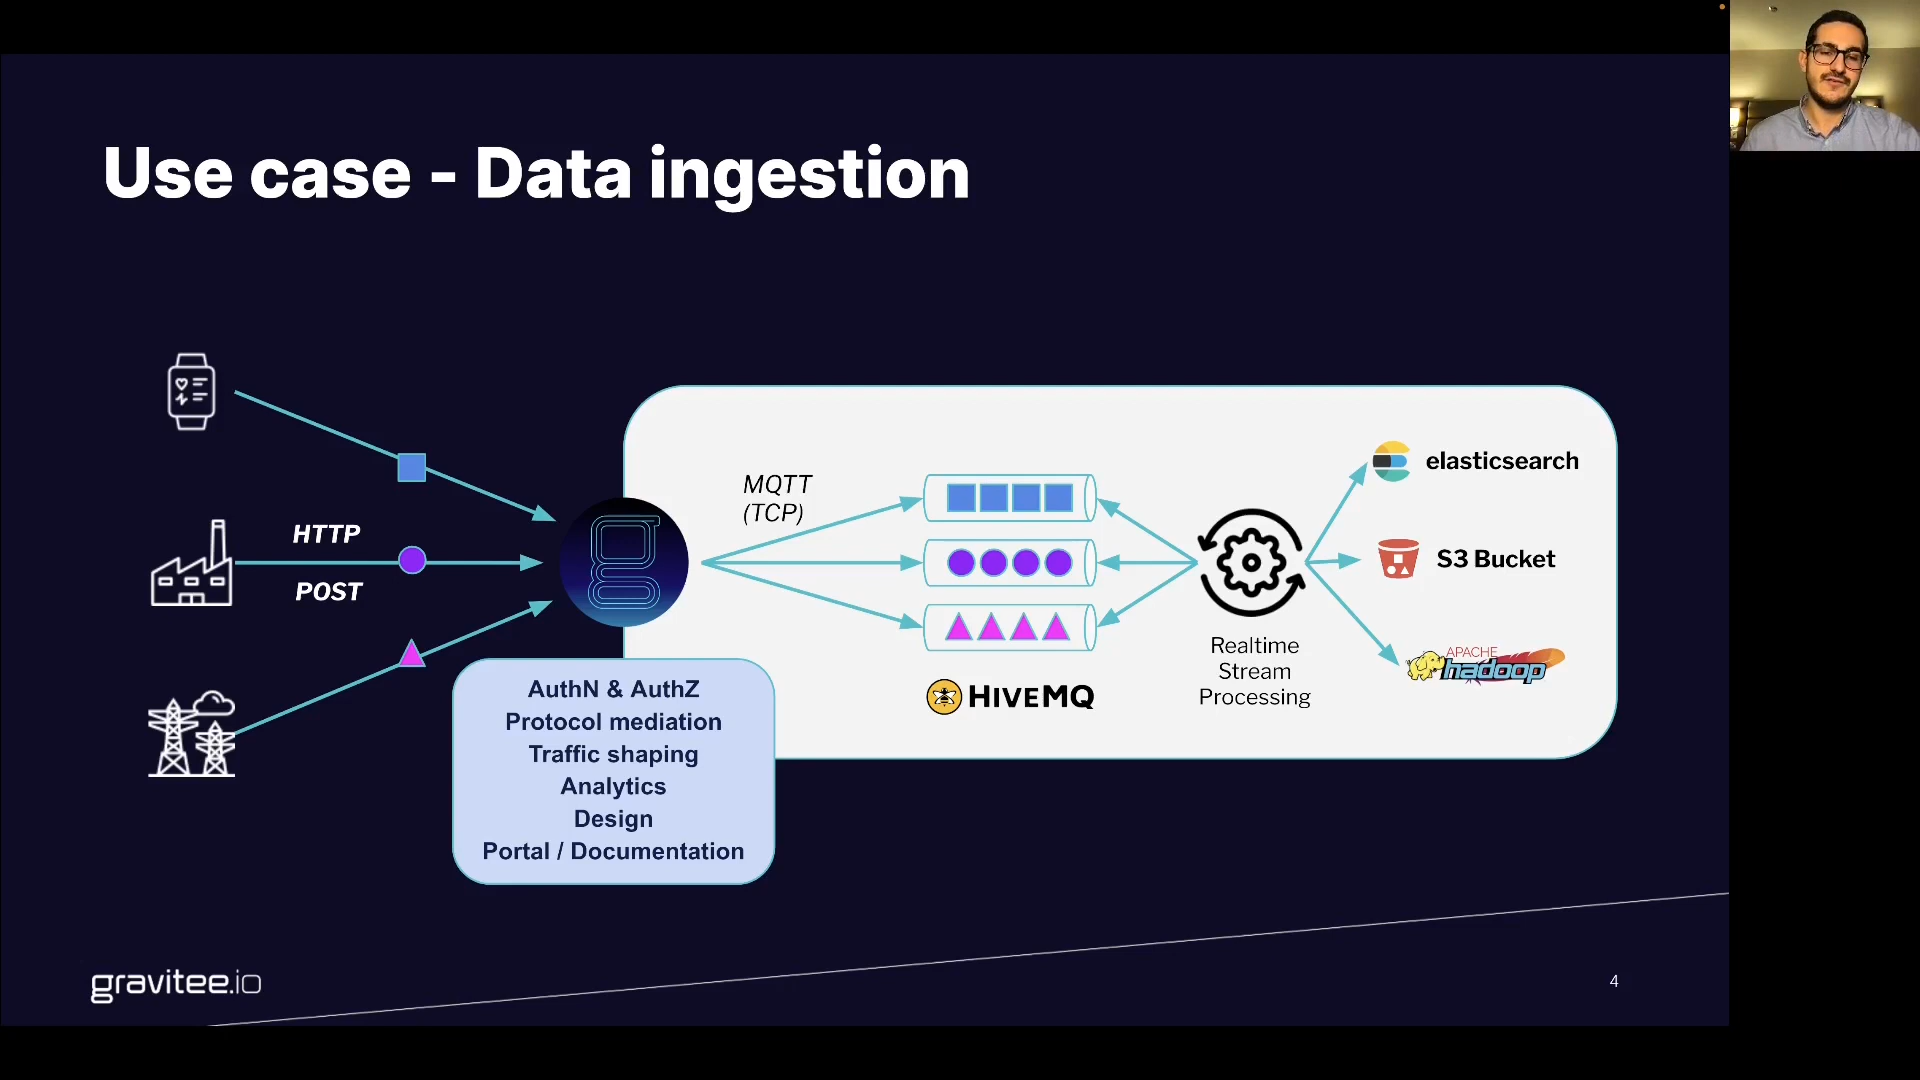 Use case - Data ingestion
HTTP
POST
MQTT
(TCP)
HIVEMQ
Realtime
Stream
Processing
elasticsearch
S3 Bucket
APACHE
hadoop
AuthN & AuthZ
Protocol mediation
Traffic shaping
Analytics
Design
Portal / Documentation
gravitee.io
4